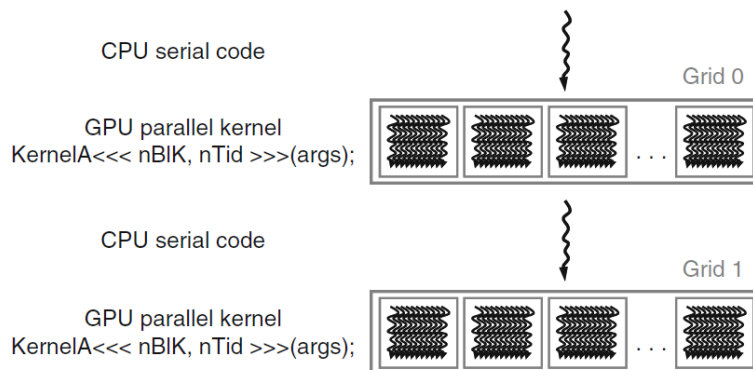 CPU serial code
Grid 0
GPU parallel kernel
KernelA<<< nBlK, nTid >>>(args);
. . .
CPU serial code
Grid 1
GPU parallel kernel
KernelA<<< nBlK, nTid >>>(args);
. . .